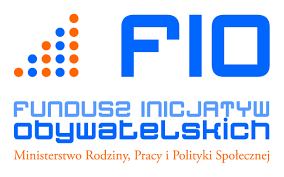 FIO
FUNDUSZ INICJATYW
OBYWATELSKICH
Ministerstwo Rodziny, Pracy i Polityki Społecznej